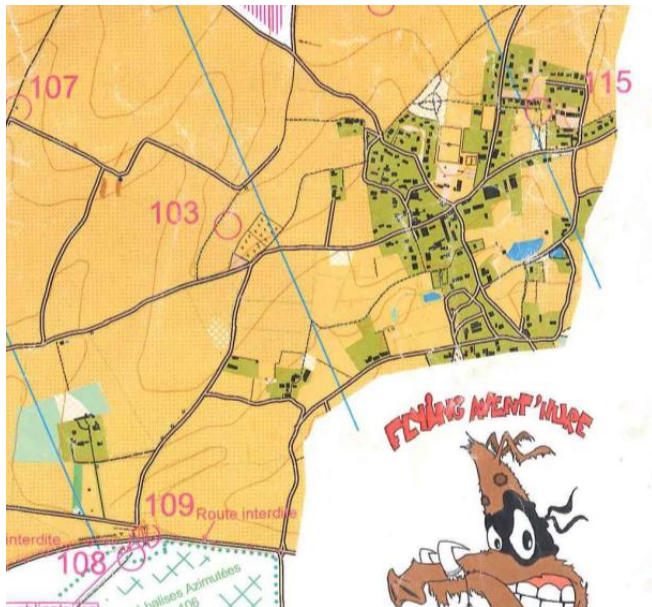 107
115
103
FLYING AVENT'HURE
109
Route interdite
interdite
108
balises Azimutées
106